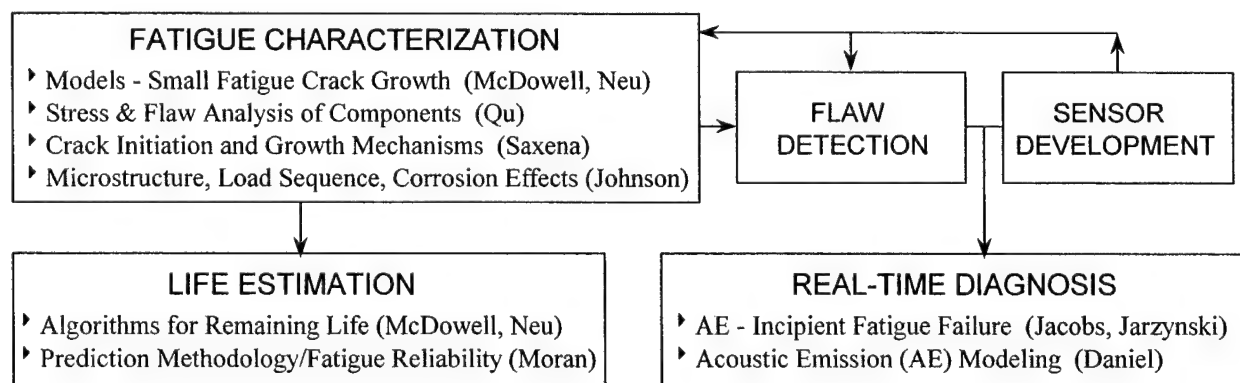 FATIGUE CHARACTERIZATION
‣ Models - Small Fatigue Crack Growth (McDowell, Neu)
‣ Stress & Flaw Analysis of Components (Qu)
‣ Crack Initiation and Growth Mechanisms (Saxena)
‣ Microstructure, Load Sequence, Corrosion Effects (Johnson)
FLAW
DETECTION
SENSOR
DEVELOPMENT
LIFE ESTIMATION
‣ Algorithms for Remaining Life (McDowell, Neu)
‣ Prediction Methodology/Fatigue Reliability (Moran)
REAL-TIME DIAGNOSIS
‣ AE - Incipient Fatigue Failure (Jacobs, Jarzynski)
‣ Acoustic Emission (AE) Modeling (Daniel)